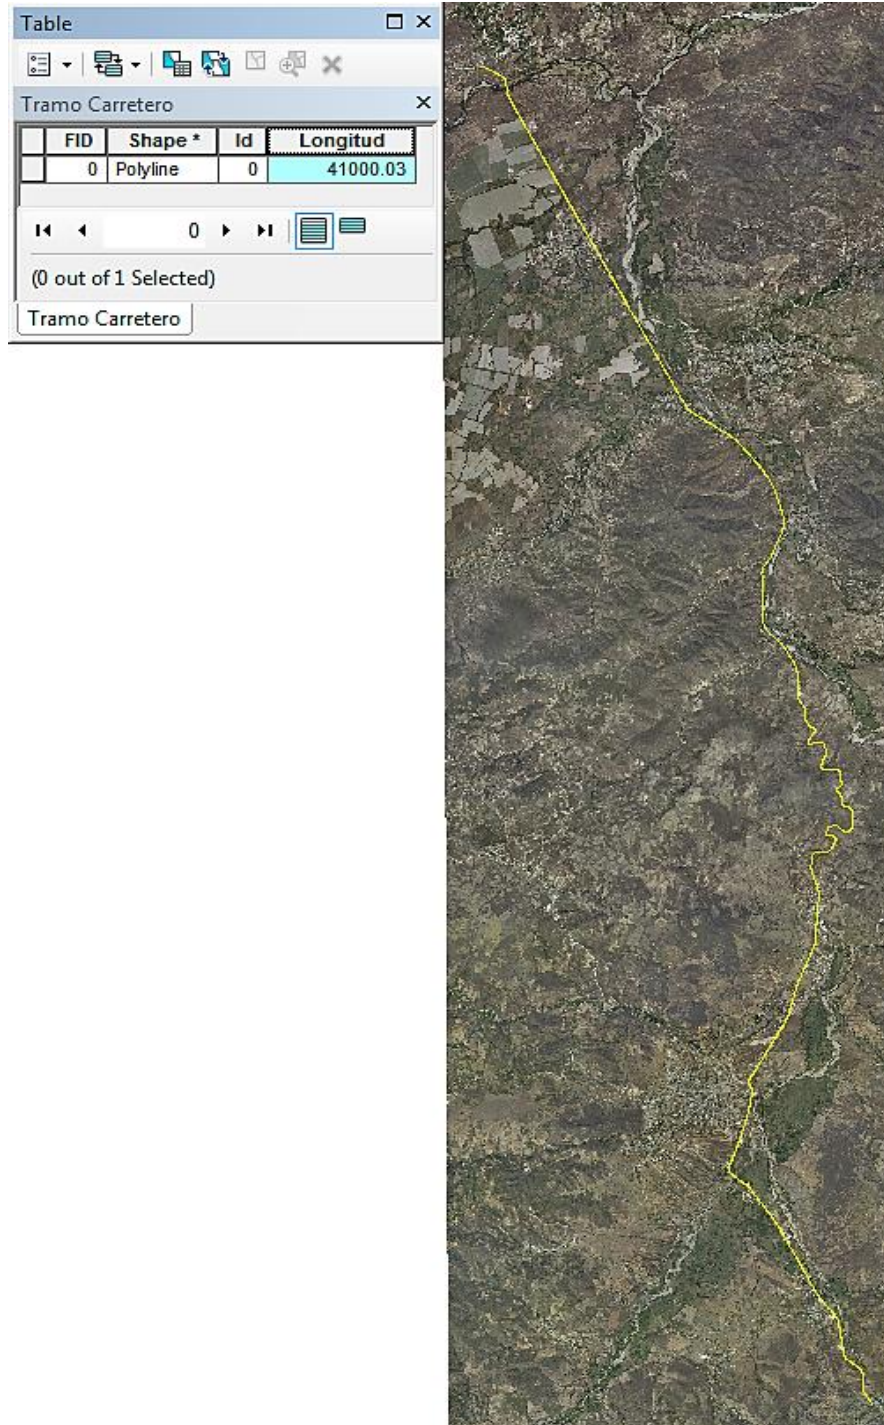 Table
Tramo Carretero
FID Shape * Id Longitud
0 Polyline 0 41000.03
0
(0 out of 1 Selected)
Tramo Carretero